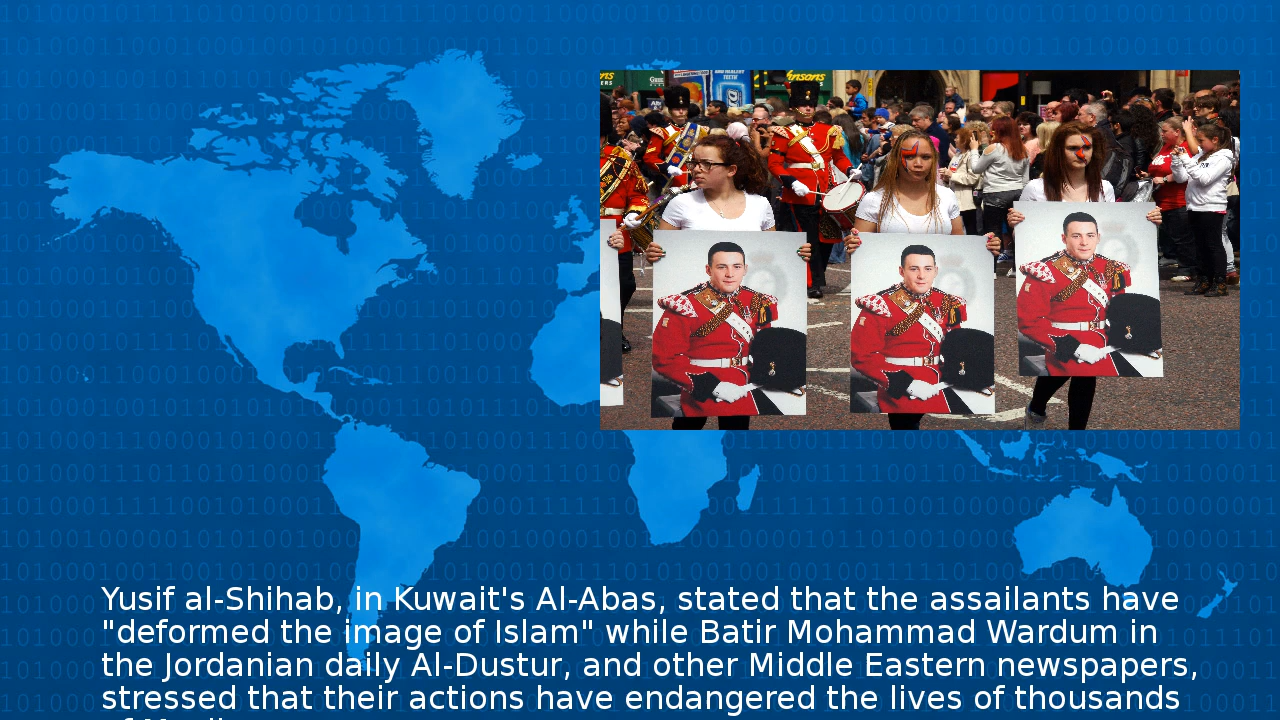 Yusif al-Shihab, in Kuwait's Al-Abas, stated that the assailants have
"deformed the image of Islam" while Batir Mohammad Wardum in
the Jordanian daily Al-Dustur, and other Middle Eastern newspapers,
stressed that their actions have endangered the lives of thousands